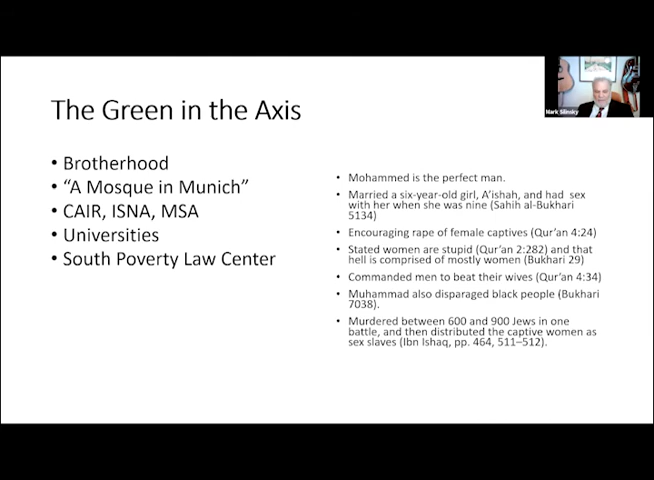 Mark Silinsky
The Green in the Axis
• Brotherhood
• “A Mosque in Munich”
• CAIR, ISNA, MSA
• Universities
• South Poverty Law Center
• Mohammed is the perfect man.
• Married a six-year-old girl, A’ishah, and had sex
with her when she was nine (Sahih al-Bukhari
5134)
• Encouraging rape of female captives (Qur’an 4:24)
• Stated women are stupid (Qur’an 2:282) and that
hell is comprised of mostly women (Bukhari 29)
• Commanded men to beat their wives (Qur’an 4:34)
• Muhammad also disparaged black people (Bukhari
7038).
• Murdered between 600 and 900 Jews in one
battle, and then distributed the captive women as
sex slaves (Ibn Ishaq, pp. 464, 511–512).